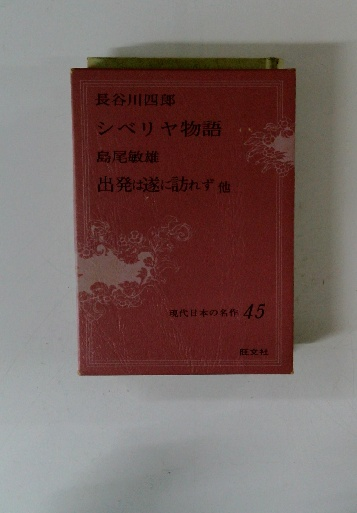 長谷川四郎
シベリヤ物語
島尾敏雄
出発は遂に訪れず 他
現代日本の名作 45
旺文社